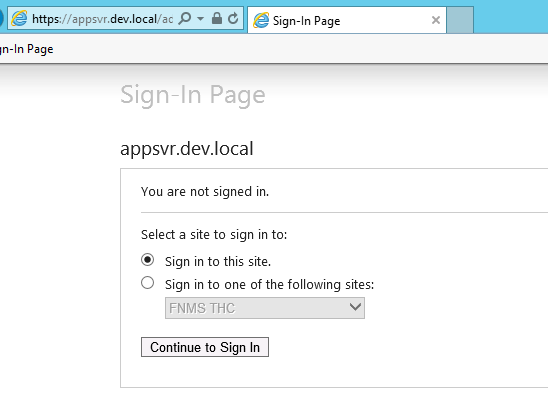 https://appsvr.dev.local/ac
Sign-In Page
gn-In Page
Sign-In Page
appsvr.dev.local
You are not signed in.
Select a site to sign in to:
Sign in to this site.
Sign in to one of the following sites:
FNMS THC
Continue to Sign In